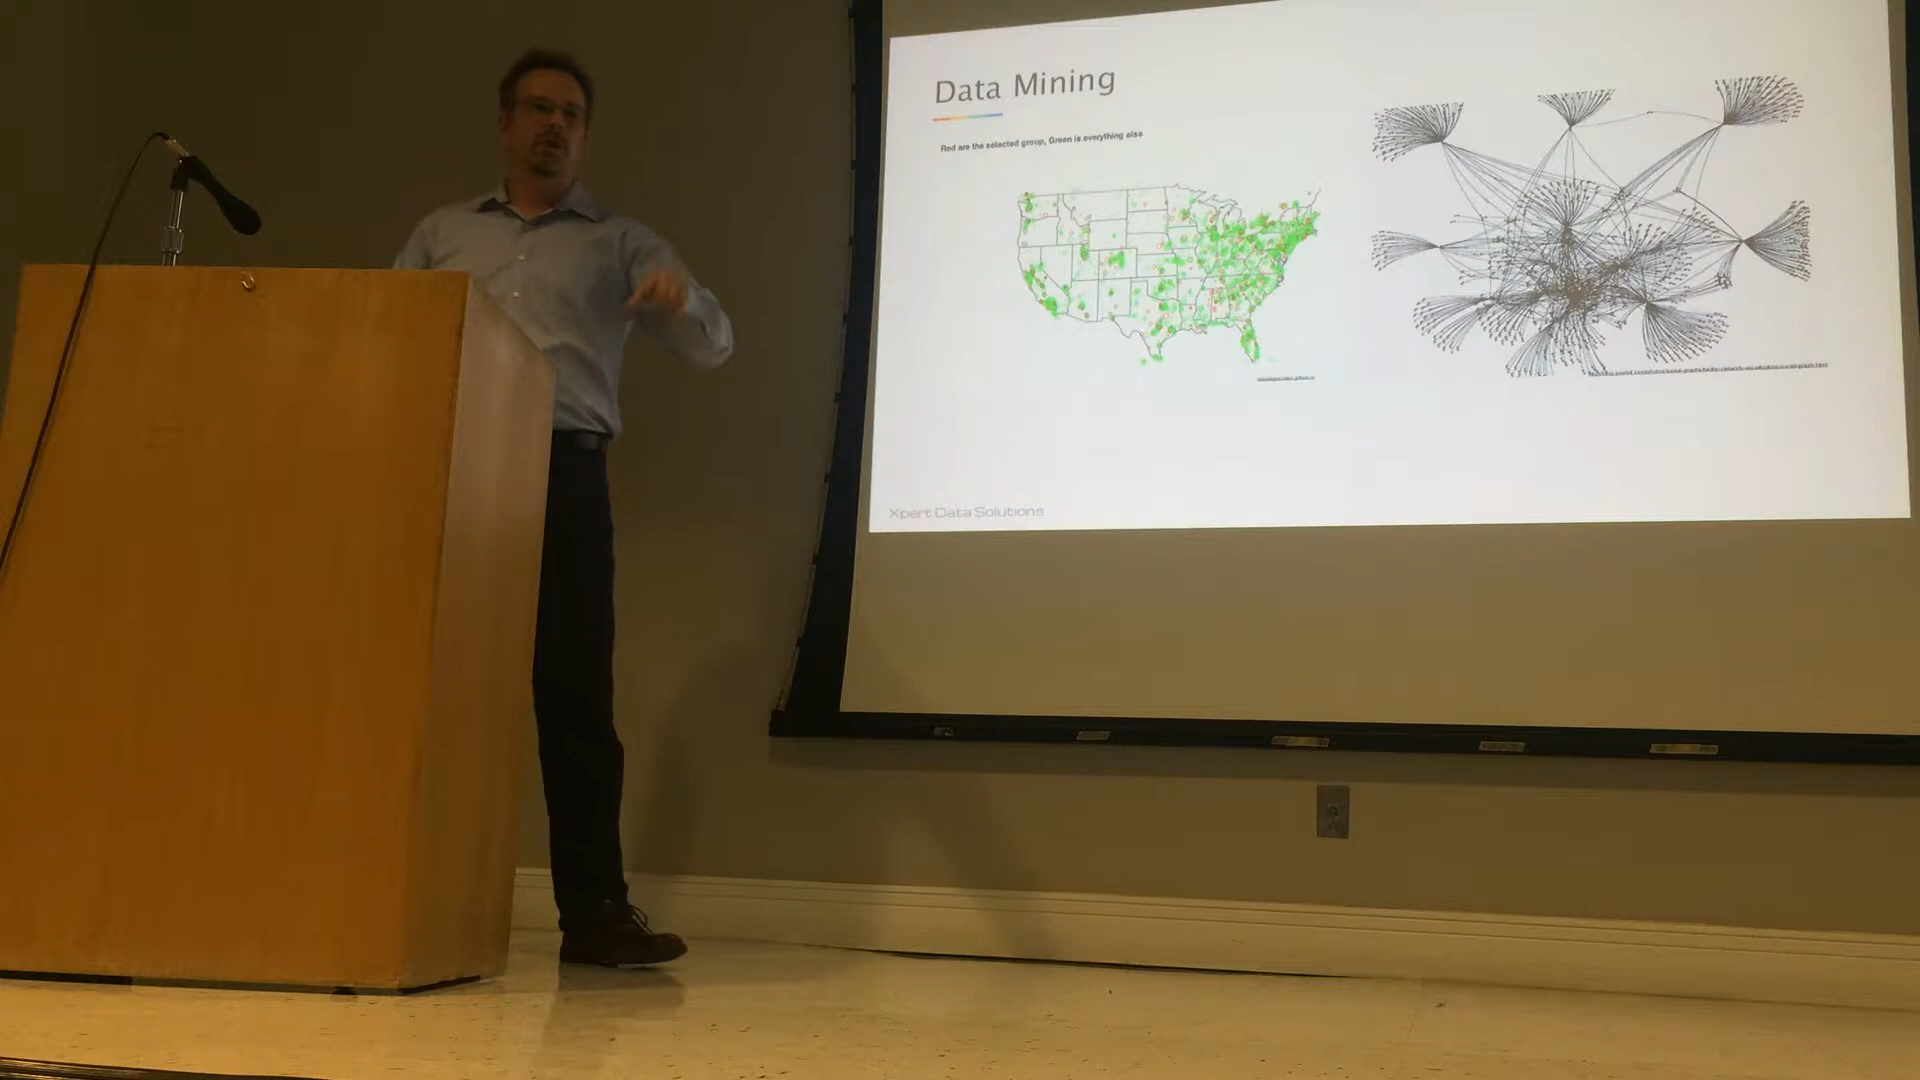 Data Mining
Red are the selected group, Green is everything else
Xpert Data Solutions